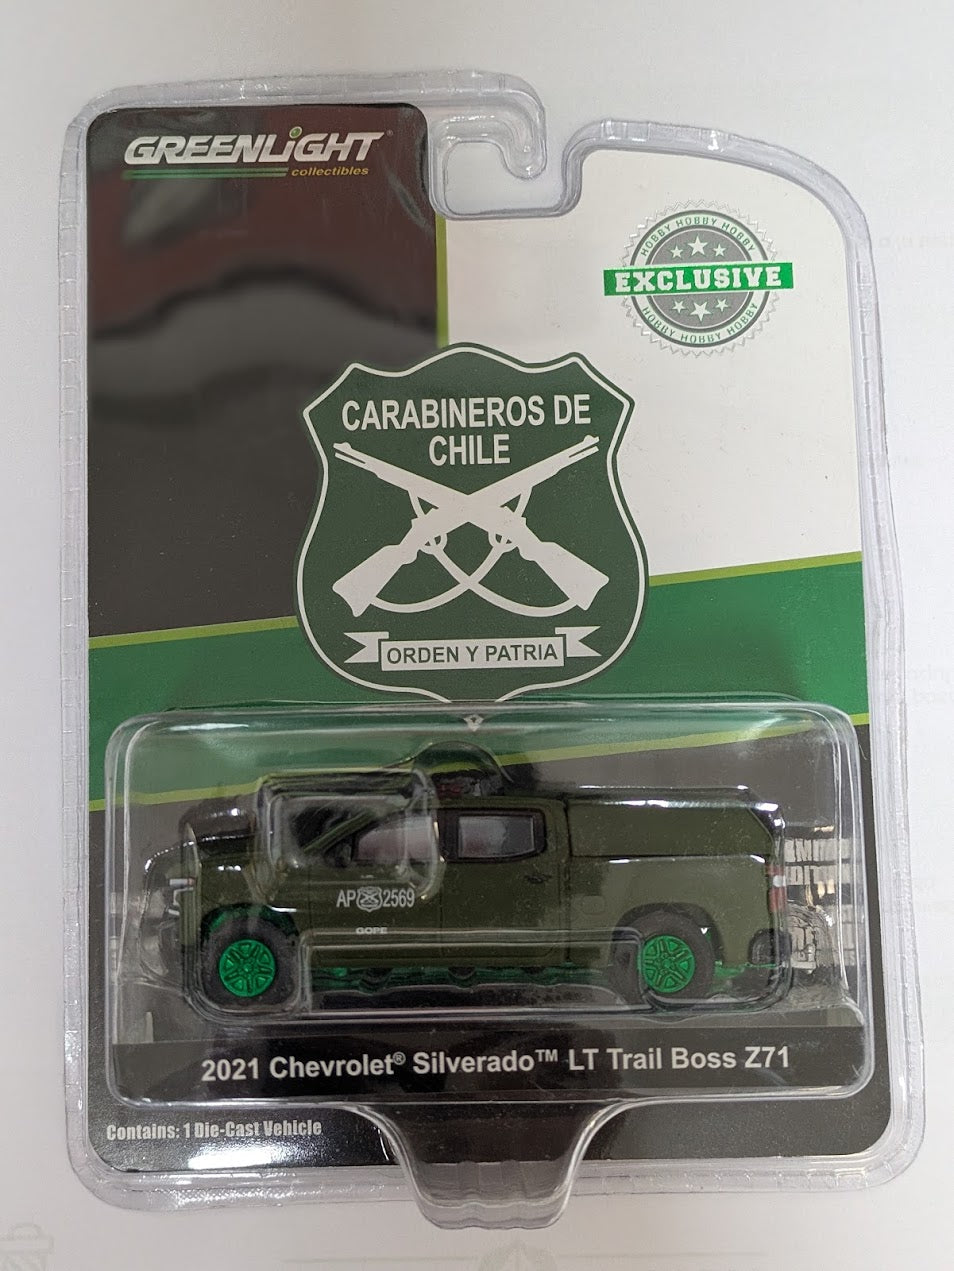 GREENLiGHT®
collectibles
HOBBY HOBBY HOBBY
EXCLUSIVE
HOBBY HOBBY HOBBY
CARABINEROS DE
CHILE
ORDEN Y PATRIA
AP 2569
GOPE
2021 Chevrolet® Silverado™ LT Trail Boss Z71
Contains: 1 Die-Cast Vehicle